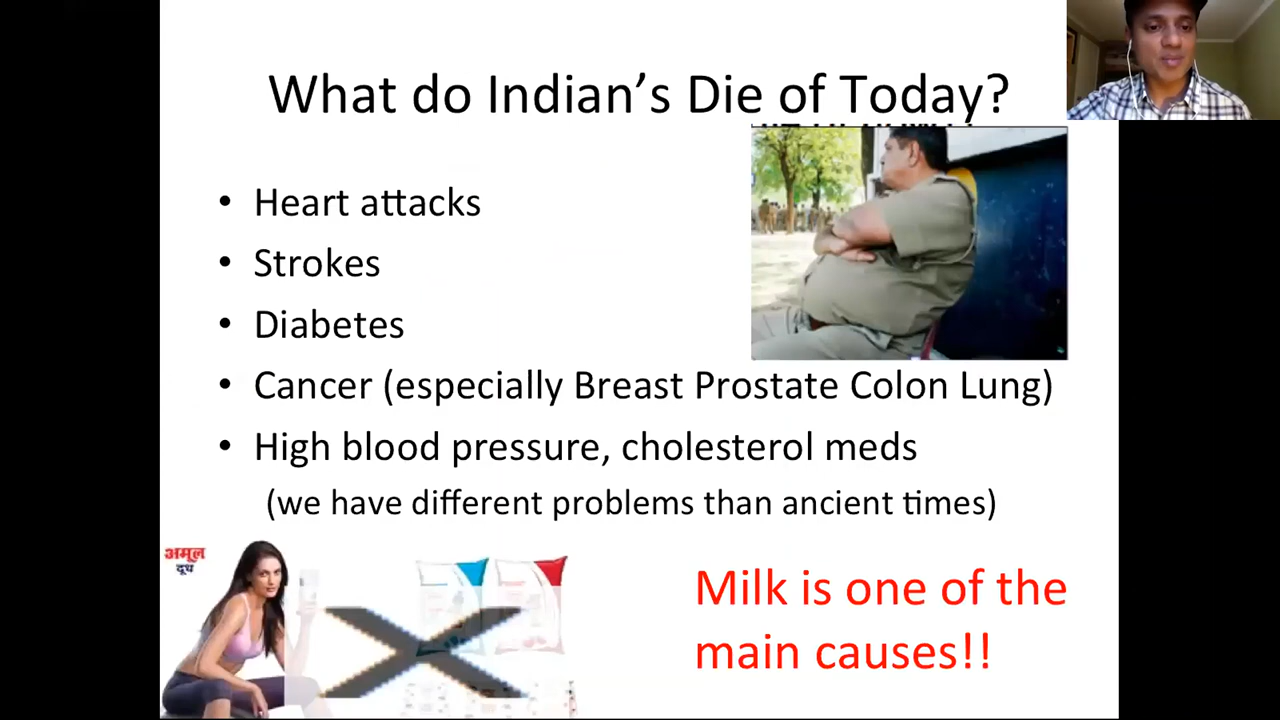 What do Indian's Die of Today?
• Heart attacks
• Strokes
• Diabetes
• Cancer (especially Breast Prostate Colon Lung)
• High blood pressure, cholesterol meds
(we have different problems than ancient times)
अमूल
दूध
Milk is one of the
main causes!!